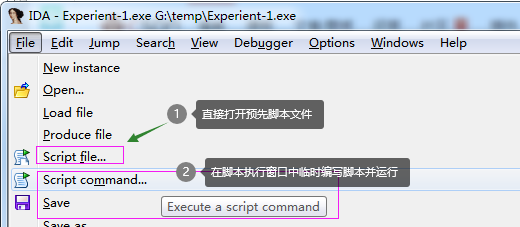 IDA - Experient-1.exe G:\temp\Experient-1.exe
File Edit Jump Search View Debugger Options Windows Help
New instance
Open...
Load file
Produce file
Script file...
Script command...
Save
Save as
1 直接打开预先脚本文件
2 在脚本执行窗口中临时编写脚本并运行
Execute a script command